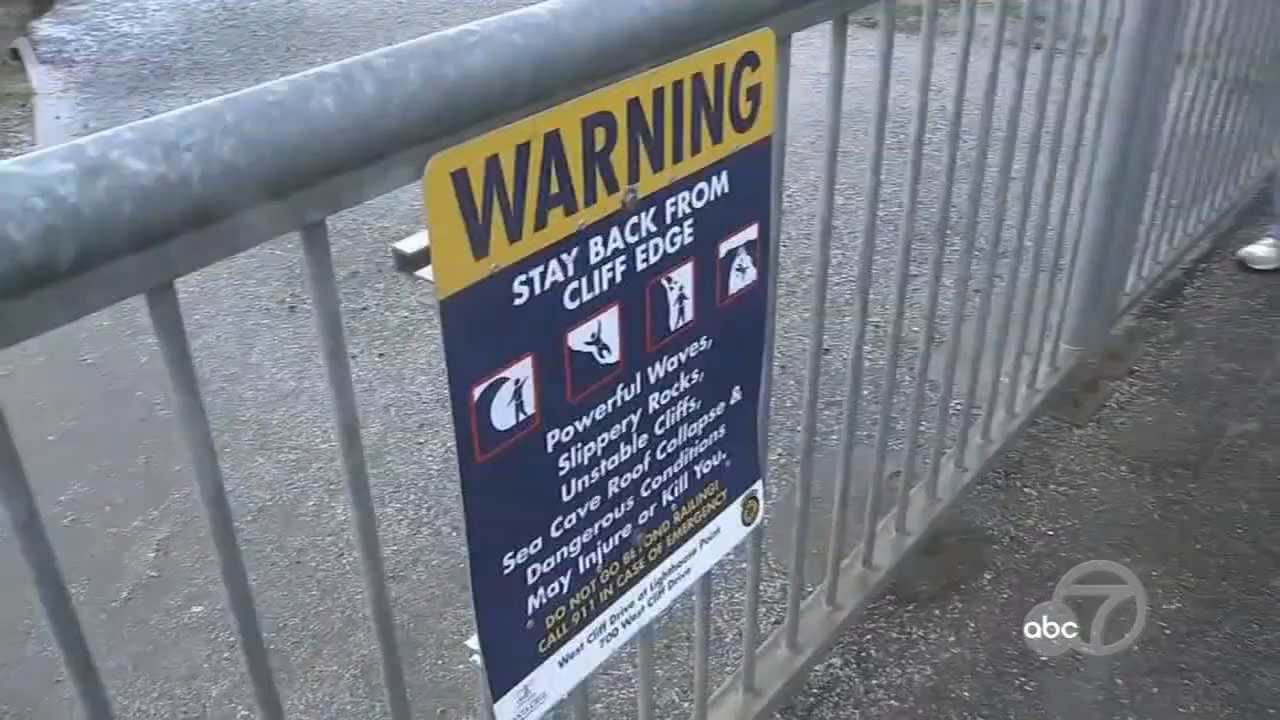 WARNING
STAY BACK FROM
CLIFF EDGE
Powerful Waves,
Slippery Rocks,
Unstable Cliffs,
Sea Cave Roof Collapse &
Dangerous Conditions
May Injure or Kill You.
DO NOT GO BEYOND RAILING!
CALL 911 IN CASE OF EMERGENCY
West Cliff Drive at Lighthouse Point
700 West Cliff Drive
abc 7